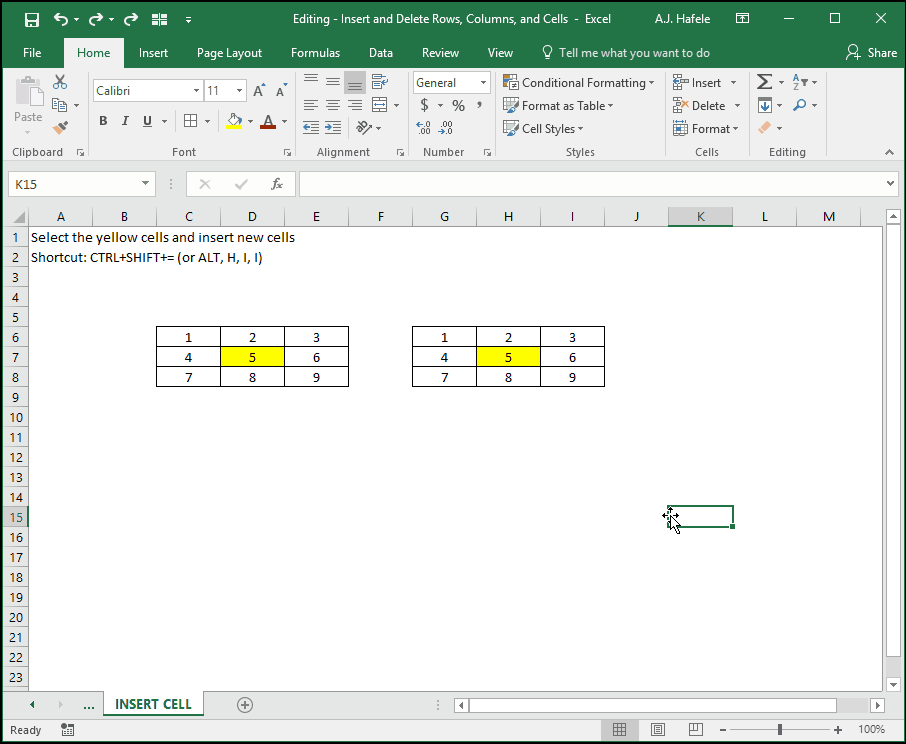 Editing - Insert and Delete Rows, Columns, and Cells - Excel A.J. Hafele
File Home Insert Page Layout Formulas Data Review View Tell me what you want to do Share
Calibri 11 A A General Conditional Formatting Insert Σ
Paste $ % , Format as Table Delete
B I U A Cell Styles Format
Clipboard Font Alignment Number Styles Cells Editing
K15 fx
A B C D E F G H I J K L M
1 Select the yellow cells and insert new cells
2 Shortcut: CTRL+SHIFT+= (or ALT, H, I, I)
3
4
5
6 1 2 3 1 2 3
7 4 5 6 4 5 6
8 7 8 9 7 8 9
9
10
11
12
13
14
15
16
17
18
19
20
21
22
23
... INSERT CELL
Ready 100%